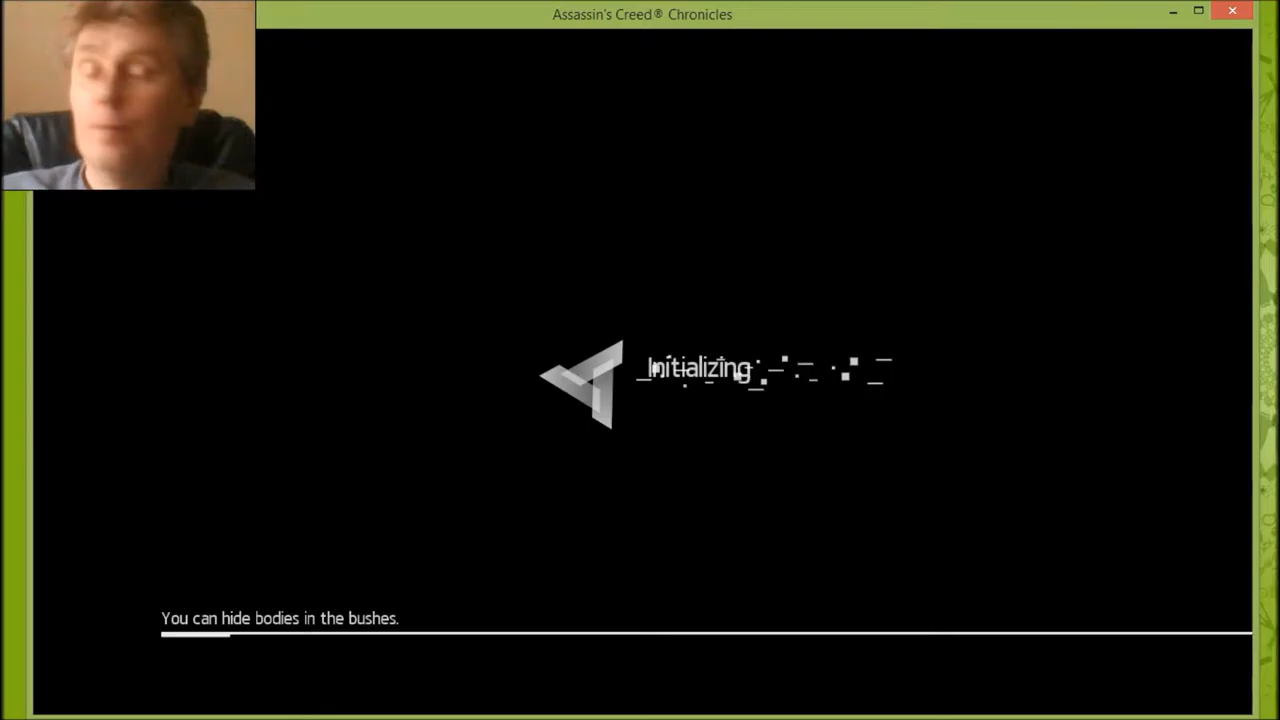 Assassin's Creed® Chronicles
Initializing
You can hide bodies in the bushes.